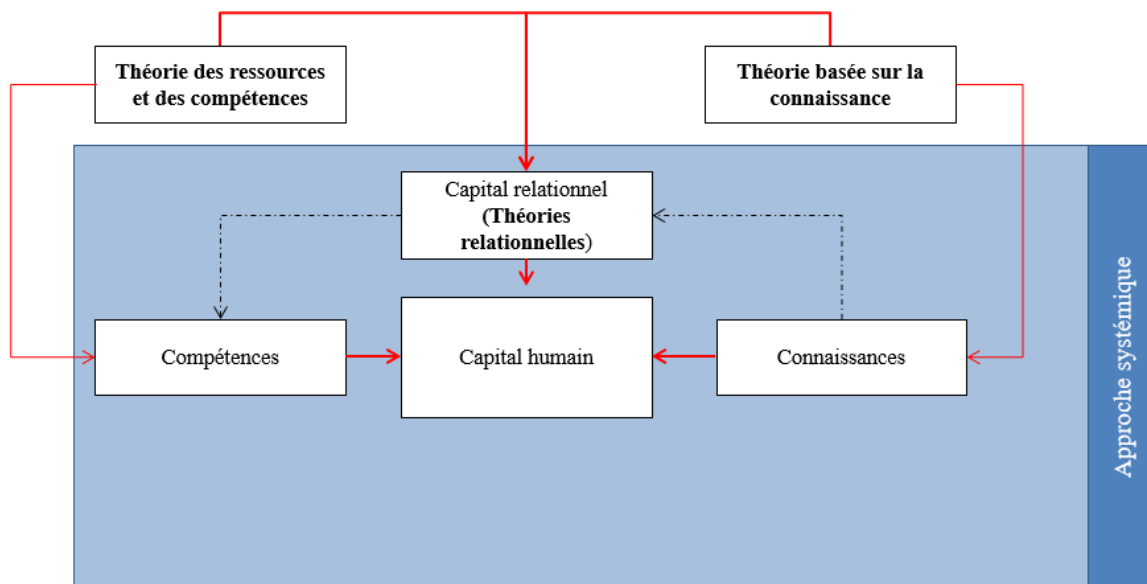 Théorie des ressources
et des compétences
Théorie basée sur la
connaissance
Capital relationnel
(Théories
relationnelles)
Compétences
Capital humain
Connaissances
Approche systémique